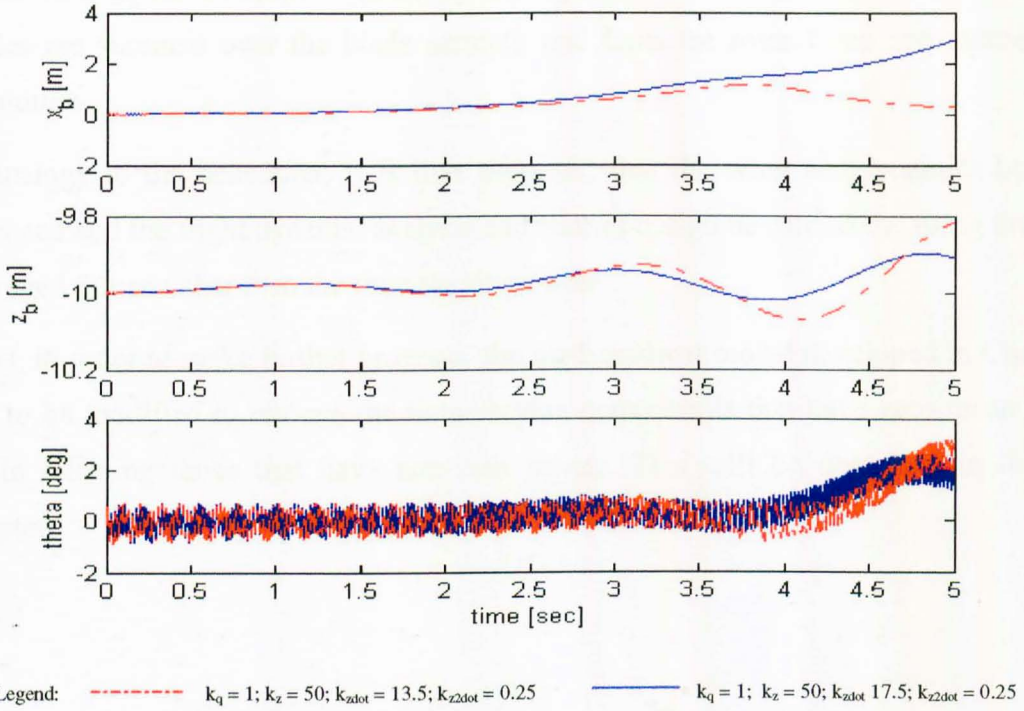 4
2
0
-2
x_b [m]
0 0.5 1 1.5 2 2.5 3 3.5 4 4.5 5
-9.8
-10
-10.2
z_b [m]
0 0.5 1 1.5 2 2.5 3 3.5 4 4.5 5
4
2
0
-2
theta [deg]
0 0.5 1 1.5 2 2.5 3 3.5 4 4.5 5
time [sec]
Legend: k_q = 1; k_z = 50; k_zdot = 13.5; k_z2dot = 0.25 k_q = 1; k_z = 50; k_zdot 17.5; k_z2dot = 0.25